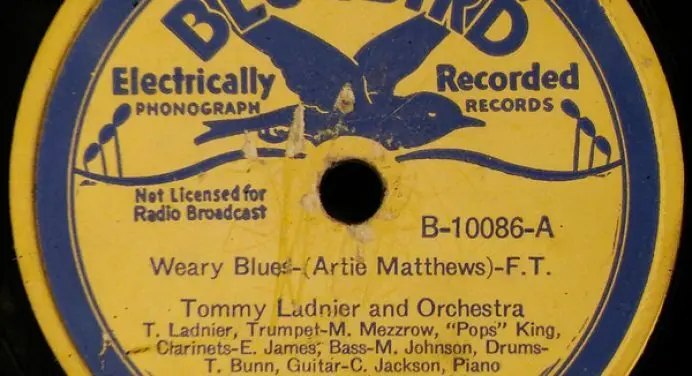 BLUEBIRD
Electrically Recorded
PHONOGRAPH RECORDS
Not Licensed for
Radio Broadcast
B-10086-A
Weary Blues-(Artie Matthews)-F.T.
Tommy Ladnier and Orchestra
T. Ladnier, Trumpet-M. Mezzrow, "Pops" King,
Clarinets-E. James, Bass-M. Johnson, Drums-
T. Bunn, Guitar-C. Jackson, Piano